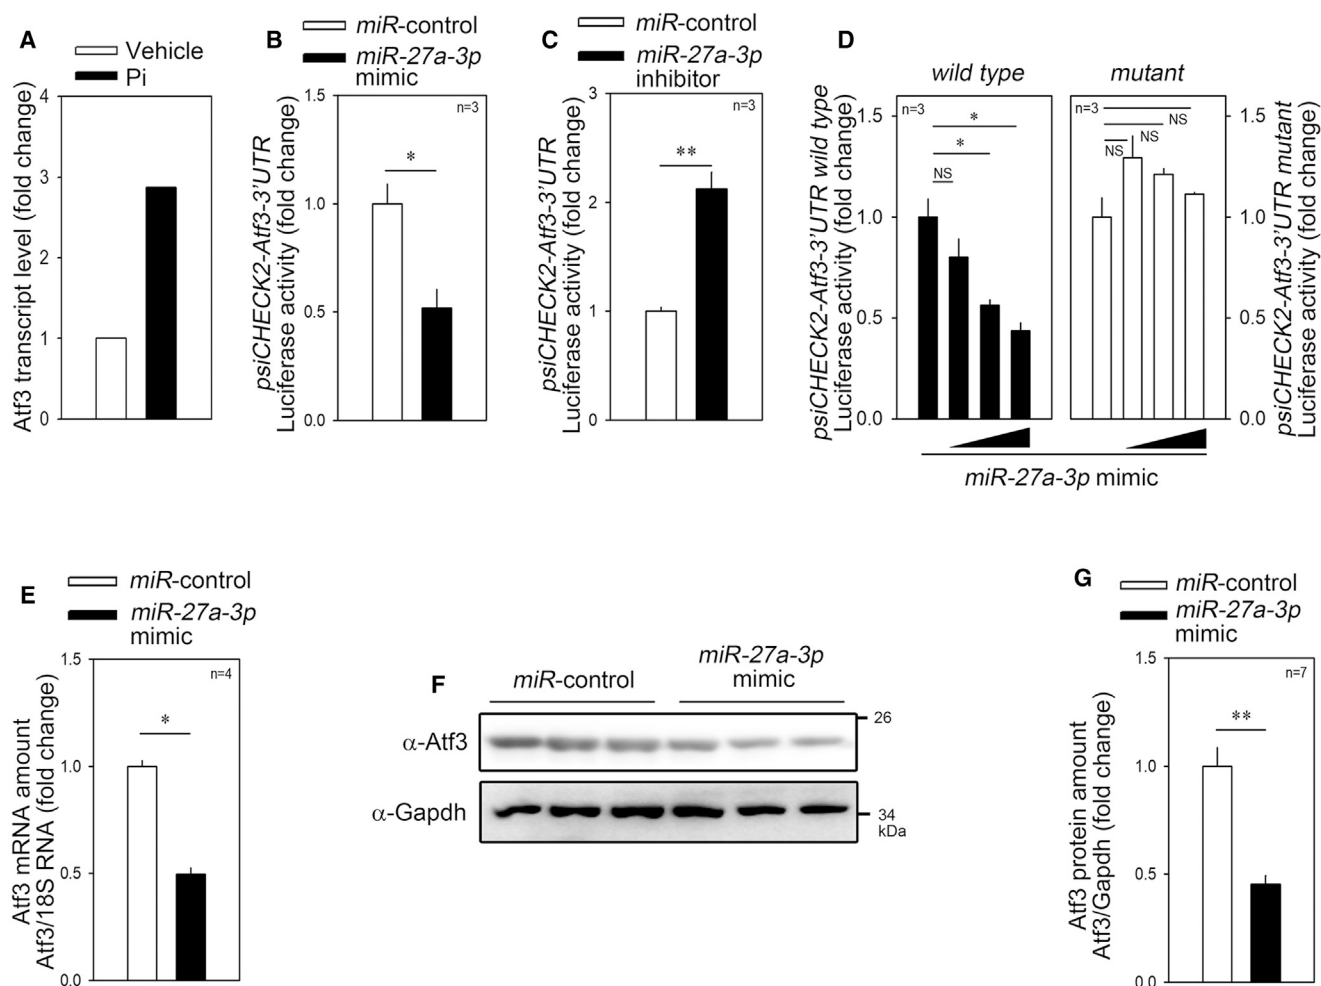 A
Vehicle
Pi
Atf3 transcript level (fold change)
4
3
2
1
0
B
miR-control
miR-27a-3p
mimic
psiCHECK2-Atf3-3'UTR
Luciferase activity (fold change)
1.5
1.0
0.5
0.0
n=3
*
C
miR-control
miR-27a-3p
inhibitor
psiCHECK2-Atf3-3'UTR
Luciferase activity (fold change)
3
2
1
0
n=3
**
D
wild type
mutant
psiCHECK2-Atf3-3'UTR wild type
Luciferase activity (fold change)
1.5
1.0
0.5
0.0
n=3
*
*
NS
n=3
NS
NS
NS
1.5
1.0
0.5
0.0
psiCHECK2-Atf3-3'UTR mutant
Luciferase activity (fold change)
miR-27a-3p mimic
E
miR-control
miR-27a-3p
mimic
Atf3 mRNA amount
Atf3/18S RNA (fold change)
1.5
1.0
0.5
0.0
n=4
*
F
miR-control
miR-27a-3p
mimic
α-Atf3
26
α-Gapdh
34
kDa
G
miR-control
miR-27a-3p
mimic
Atf3 protein amount
Atf3/Gapdh (fold change)
1.5
1.0
0.5
0.0
n=7
**